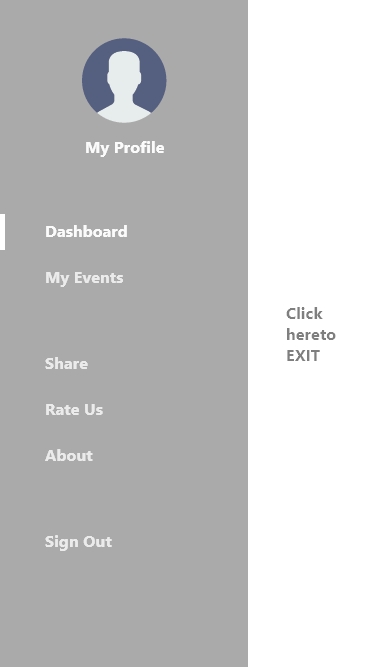 My Profile
Dashboard
My Events
Share
Rate Us
About
Sign Out
Click
hereto
EXIT